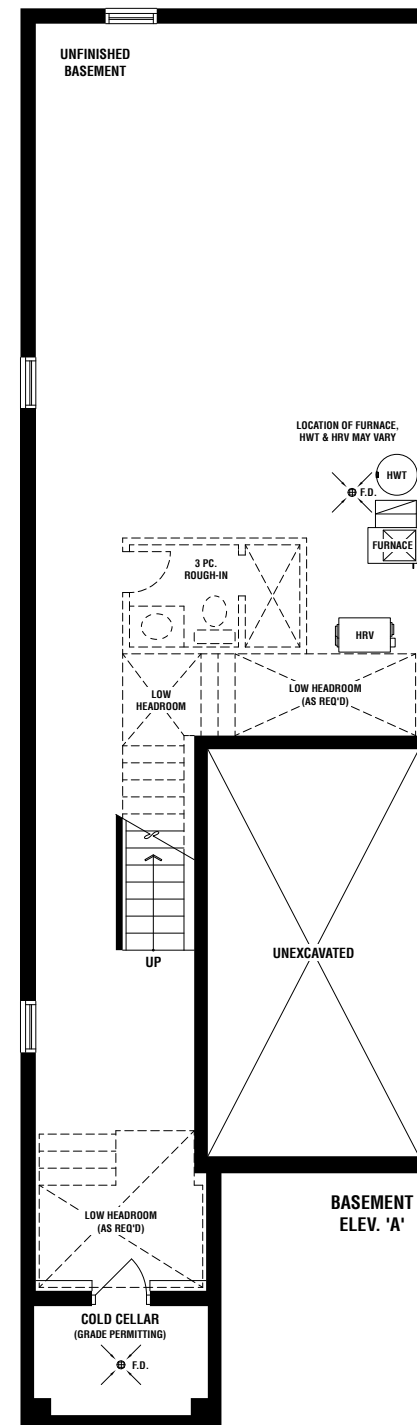 UNFINISHED
BASEMENT
LOCATION OF FURNACE,
HWT & HRV MAY VARY
HWT
F.D.
FURNACE
3 PC.
ROUGH-IN
HRV
LOW
HEADROOM
LOW HEADROOM
(AS REQ'D)
UP
UNEXCAVATED
LOW HEADROOM
(AS REQ'D)
BASEMENT
ELEV. 'A'
COLD CELLAR
(GRADE PERMITTING)
F.D.